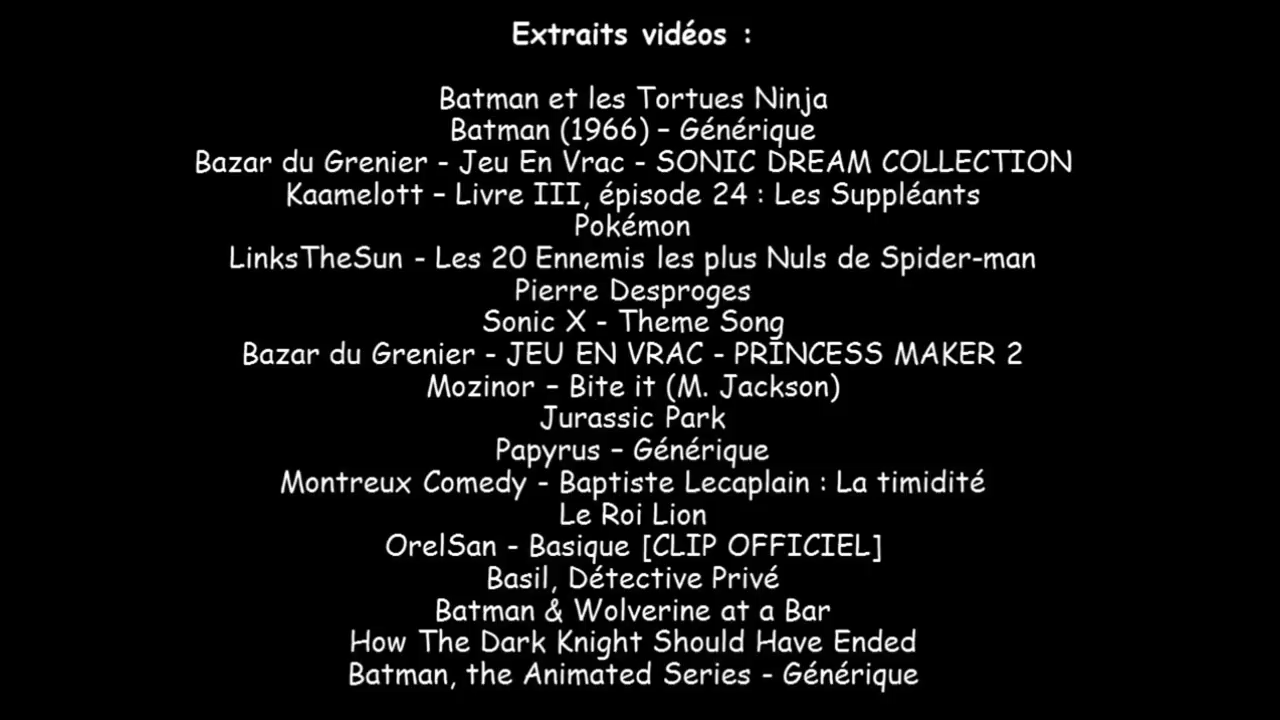 Extraits vidéos :
Batman et les Tortues Ninja
Batman (1966) – Générique
Bazar du Grenier - Jeu En Vrac - SONIC DREAM COLLECTION
Kaamelott – Livre III, épisode 24 : Les Suppléants
Pokémon
LinksTheSun - Les 20 Ennemis les plus Nuls de Spider-man
Pierre Desproges
Sonic X - Theme Song
Bazar du Grenier - JEU EN VRAC - PRINCESS MAKER 2
Mozinor – Bite it (M. Jackson)
Jurassic Park
Papyrus – Générique
Montreux Comedy - Baptiste Lecaplain : La timidité
Le Roi Lion
OrelSan - Basique [CLIP OFFICIEL]
Basil, Détective Privé
Batman & Wolverine at a Bar
How The Dark Knight Should Have Ended
Batman, the Animated Series - Générique